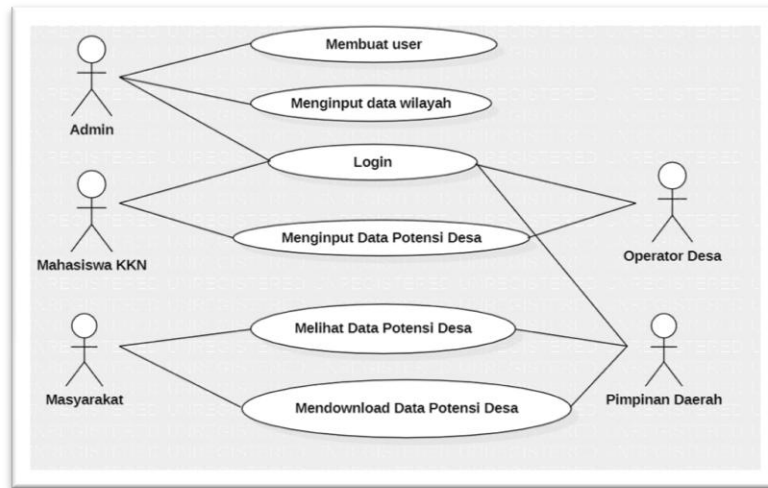 Membuat user
Menginput data wilayah
Admin
Login
Mahasiswa KKN
Menginput Data Potensi Desa
Operator Desa
Melihat Data Potensi Desa
Masyarakat
Mendownload Data Potensi Desa
Pimpinan Daerah